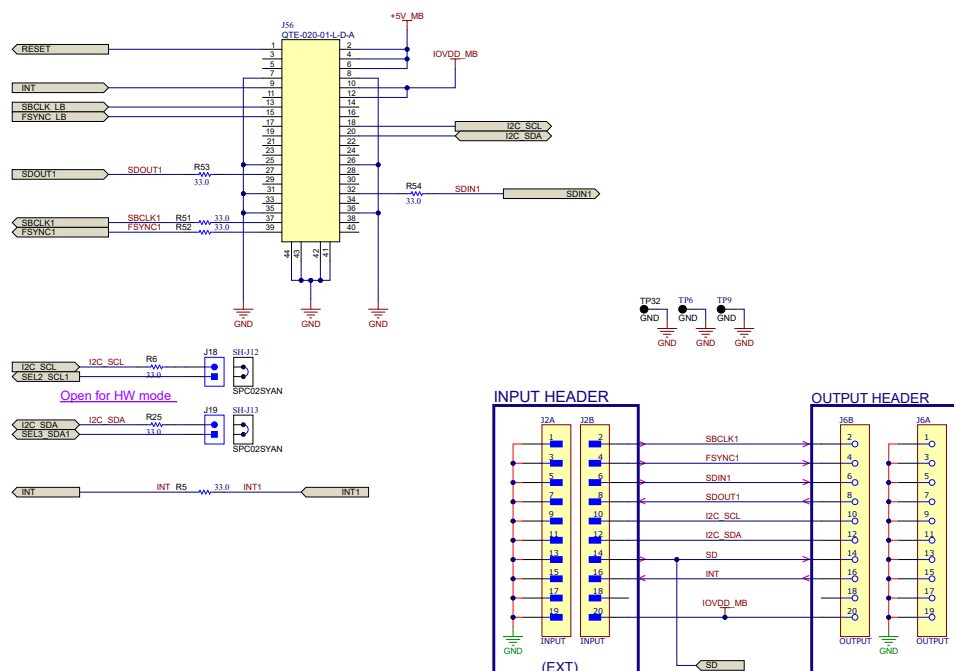 +5V_MB
J56
QTE-020-01-L-D-A
IOVDD_MB
RESET
INT
SBCLK_LB
FSYNC_LB
SDOUT1
SDOUT1
R53
33.0
SBCLK1
FSYNC1
SBCLK1
FSYNC1
R51
R52
33.0
33.0
1
3
5
7
9
11
13
15
17
19
21
23
25
27
29
31
33
35
37
39
2
4
6
8
10
12
14
16
18
20
22
24
26
28
30
32
34
36
38
40
44
43
42
41
I2C_SCL
I2C_SDA
R54
33.0
SDIN1
SDIN1
GND
GND
GND
TP32
GND
TP6
GND
TP9
GND
GND
GND
GND
I2C_SCL
SEL2_SCL1
I2C_SCL
R6
33.0
J18
SH-J12
SPC02SYAN
Open for HW mode
I2C_SDA
SEL3_SDA1
I2C_SDA
R25
33.0
J19
SH-J13
SPC02SYAN
INT
INT
R5
33.0
INT1
INT1
INPUT HEADER
J2A
J2B
1
3
5
7
9
11
13
15
17
19
2
4
6
8
10
12
14
16
18
20
INPUT
INPUT
GND
(EXT)
SBCLK1
FSYNC1
SDIN1
SDOUT1
I2C_SCL
I2C_SDA
SD
INT
IOVDD_MB
SD
OUTPUT HEADER
J6B
J6A
2
4
6
8
10
12
14
16
18
20
1
3
5
7
9
11
13
15
17
19
OUTPUT
OUTPUT
GND